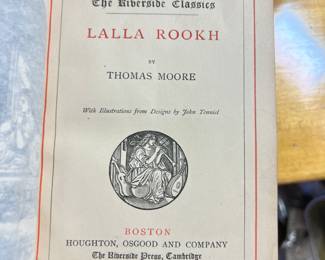 The Riverside Classics
LALLA ROOKH
BY
THOMAS MOORE
With Illustrations from Designs by John Tenniel
BOSTON
HOUGHTON, OSGOOD AND COMPANY
The Riverside Press, Cambridge